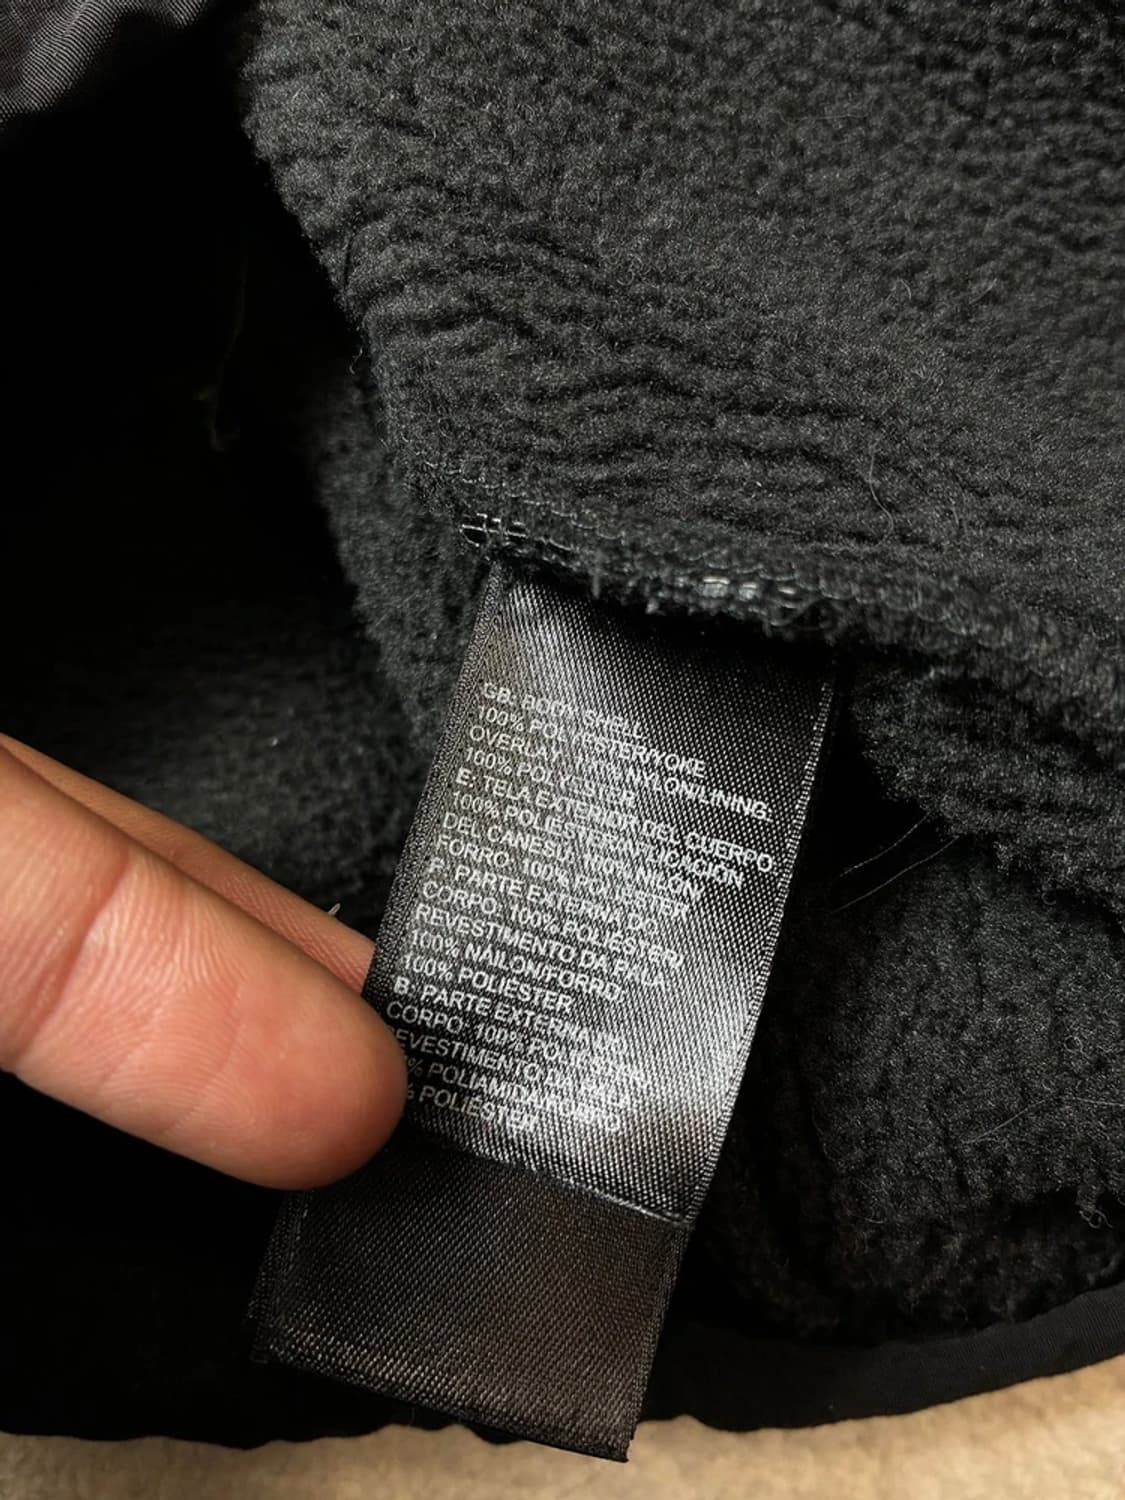 GB: BODY SHELL
100% POLYESTER/YOKE
OVERLAY: 100% NYLON/LINING:
100% POLYESTER
E: TELA EXTERIOR DEL CUERPO
100% POLIESTER/APLICACIÓN
DEL CANESÚ: 100% NILÓN/
FORRO: 100% POLIÉSTER
P: PARTE EXTERNA DO
CORPO: 100% POLIÉSTER/
REVESTIMENTO DA PALA:
100% NAILON/FORRO:
100% POLIESTER
B: PARTE EXTERNA DO
CORPO: 100% POLIÉSTER/
REVESTIMENTO DA PALA:
% POLIAMIDA/FORRO
% POLIESTER